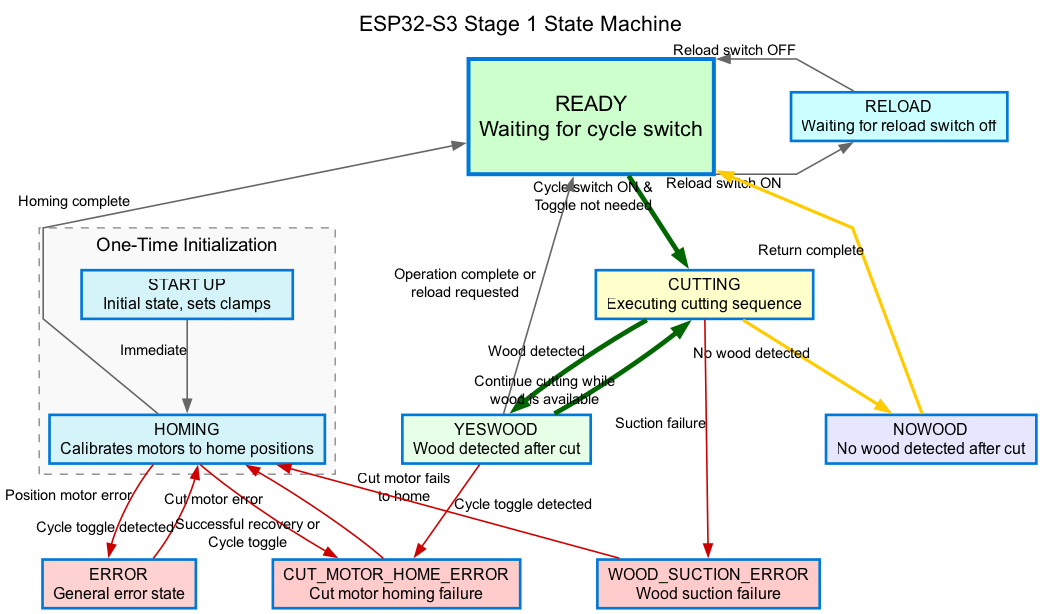 ESP32-S3 Stage 1 State Machine
Reload switch OFF
READY
Waiting for cycle switch
RELOAD
Waiting for reload switch off
Reload switch ON
Cycle switch ON &
Toggle not needed
Homing complete
One-Time Initialization
START UP
Initial state, sets clamps
Immediate
Operation complete or
reload requested
Return complete
CUTTING
Executing cutting sequence
Wood detected
No wood detected
Continue cutting while
wood is available
Suction failure
HOMING
Calibrates motors to home positions
YESWOOD
Wood detected after cut
NOWOOD
No wood detected after cut
Position motor error
Cycle toggle detected
Cut motor error
Successful recovery or
Cycle toggle
Cut motor fails
to home
Cycle toggle detected
ERROR
General error state
CUT_MOTOR_HOME_ERROR
Cut motor homing failure
WOOD_SUCTION_ERROR
Wood suction failure